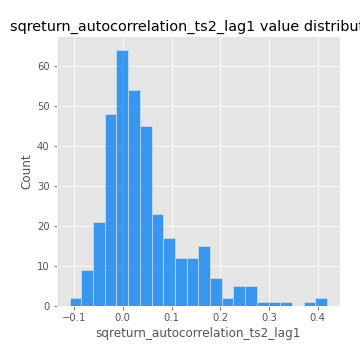 sqreturn_autocorrelation_ts2_lag1 value distribut
60
50
40
30
20
10
0
Count
−0.1 0.0 0.1 0.2 0.3 0.4
sqreturn_autocorrelation_ts2_lag1